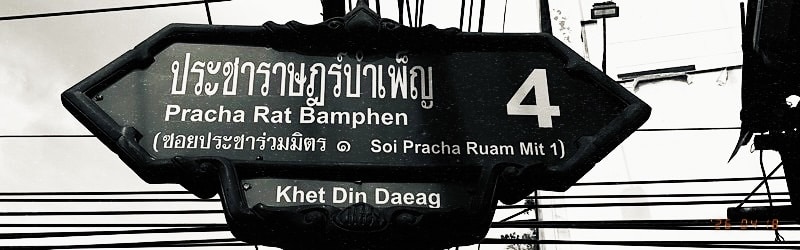 ประชาราษฎร์บำเพ็ญ 4
Pracha Rat Bamphen
(ซอยประชาร่วมมิตร ๑ Soi Pracha Ruam Mit 1)
Khet Din Daeag